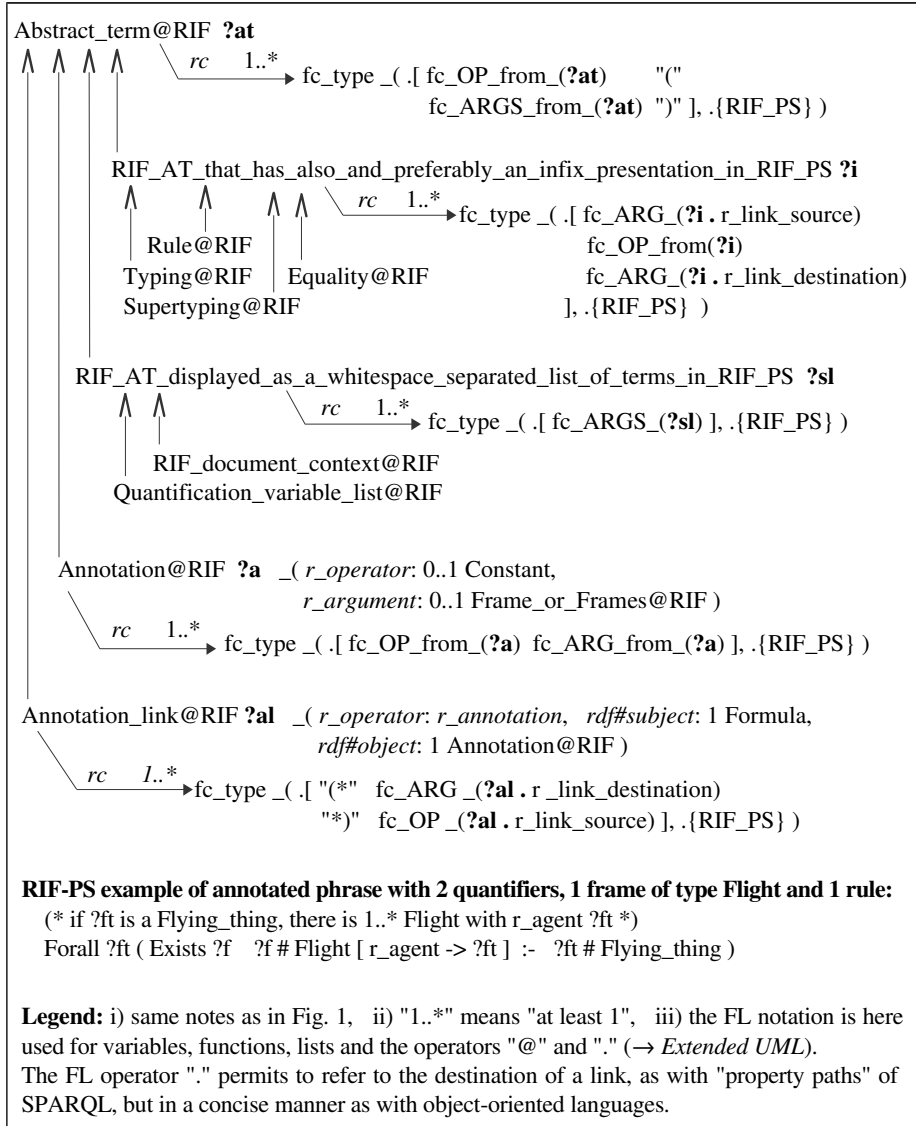 Abstract_term@RIF ?at
rc 1..*
fc_type _( .[ fc_OP_from_(?at) "("
fc_ARGS_from_(?at) ")" ], .{RIF_PS} )
RIF_AT_that_has_also_and_preferably_an_infix_presentation_in_RIF_PS ?i
rc 1..*
fc_type _( .[ fc_ARG_(?i . r_link_source)
Rule@RIF fc_OP_from(?i)
Typing@RIF Equality@RIF fc_ARG_(?i . r_link_destination)
Supertyping@RIF ], .{RIF_PS} )
RIF_AT_displayed_as_a_whitespace_separated_list_of_terms_in_RIF_PS ?sl
rc 1..*
fc_type _( .[ fc_ARGS_(?sl) ], .{RIF_PS} )
RIF_document_context@RIF
Quantification_variable_list@RIF
Annotation@RIF ?a _( r_operator: 0..1 Constant,
r_argument: 0..1 Frame_or_Frames@RIF )
rc 1..*
fc_type _( .[ fc_OP_from_(?a) fc_ARG_from_(?a) ], .{RIF_PS} )
Annotation_link@RIF ?al _( r_operator: r_annotation, rdf#subject: 1 Formula,
rdf#object: 1 Annotation@RIF )
rc 1..*
fc_type _( .[ "(*" fc_ARG _(?al . r _link_destination)
"*)" fc_OP _(?al . r_link_source) ], .{RIF_PS} )
RIF-PS example of annotated phrase with 2 quantifiers, 1 frame of type Flight and 1 rule:
(* if ?ft is a Flying_thing, there is 1..* Flight with r_agent ?ft *)
Forall ?ft ( Exists ?f ?f # Flight [ r_agent -> ?ft ] :- ?ft # Flying_thing )
Legend: i) same notes as in Fig. 1, ii) "1..*" means "at least 1", iii) the FL notation is here
used for variables, functions, lists and the operators "@" and "." (→ Extended UML).
The FL operator "." permits to refer to the destination of a link, as with "property paths" of
SPARQL, but in a concise manner as with object-oriented languages.